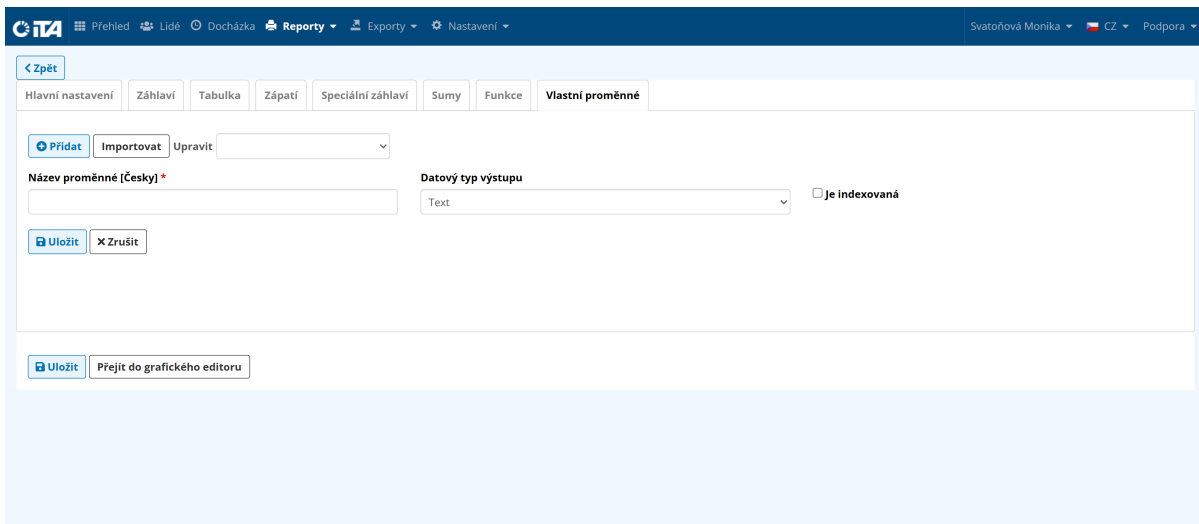 iTA Přehled Lidé Docházka Reporty Exporty Nastavení Svatoňová Monika CZ Podpora
Zpět
Hlavní nastavení Záhlaví Tabulka Zápatí Speciální záhlaví Sumy Funkce Vlastní proměnné
Přidat Importovat Upravit
Název proměnné [Česky] * Datový typ výstupu
Je indexovaná
Text
Uložit Zrušit
Uložit Přejít do grafického editoru